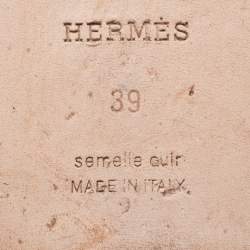 HERMÈS
39
semelle cuir
MADE IN ITALY